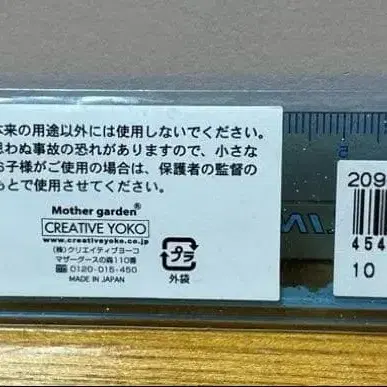 本来の用途以外には使用しないでください。
思わぬ事故の恐れがありますので、小さな
お子様がご使用の場合は、保護者の監督の
もとで使用させてください。
Mother garden®
CREATIVE YOKO
www.creativeyoko.co.jp
(株)クリエイティブヨーコ
マザーグースの森110番
0120-015-450
MADE IN JAPAN
プラ
外袋
5
209
454
10